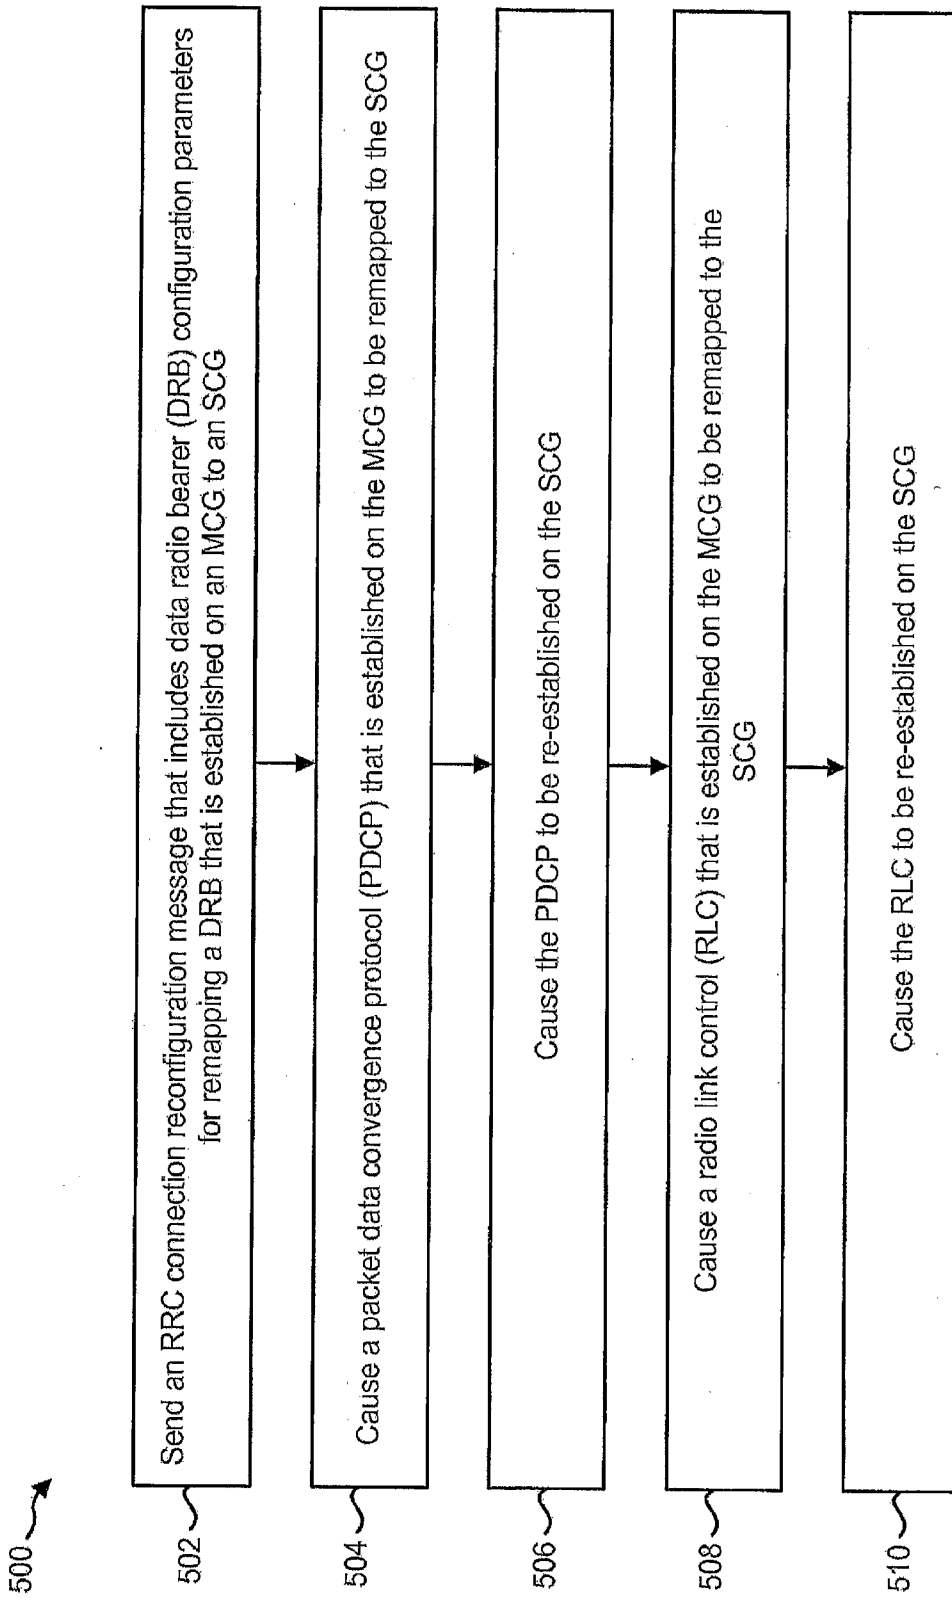 500
502
Send an RRC connection reconfiguration message that includes data radio bearer (DRB) configuration parameters
for remapping a DRB that is established on an MCG to an SCG
504
Cause a packet data convergence protocol (PDCP) that is established on the MCG to be remapped to the SCG
506
Cause the PDCP to be re-established on the SCG
508
Cause a radio link control (RLC) that is established on the MCG to be remapped to the
SCG
510
Cause the RLC to be re-established on the SCG